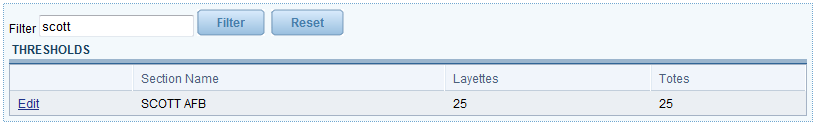 Filter scott Filter Reset
THRESHOLDS
Section Name Layettes Totes
Edit SCOTT AFB 25 25